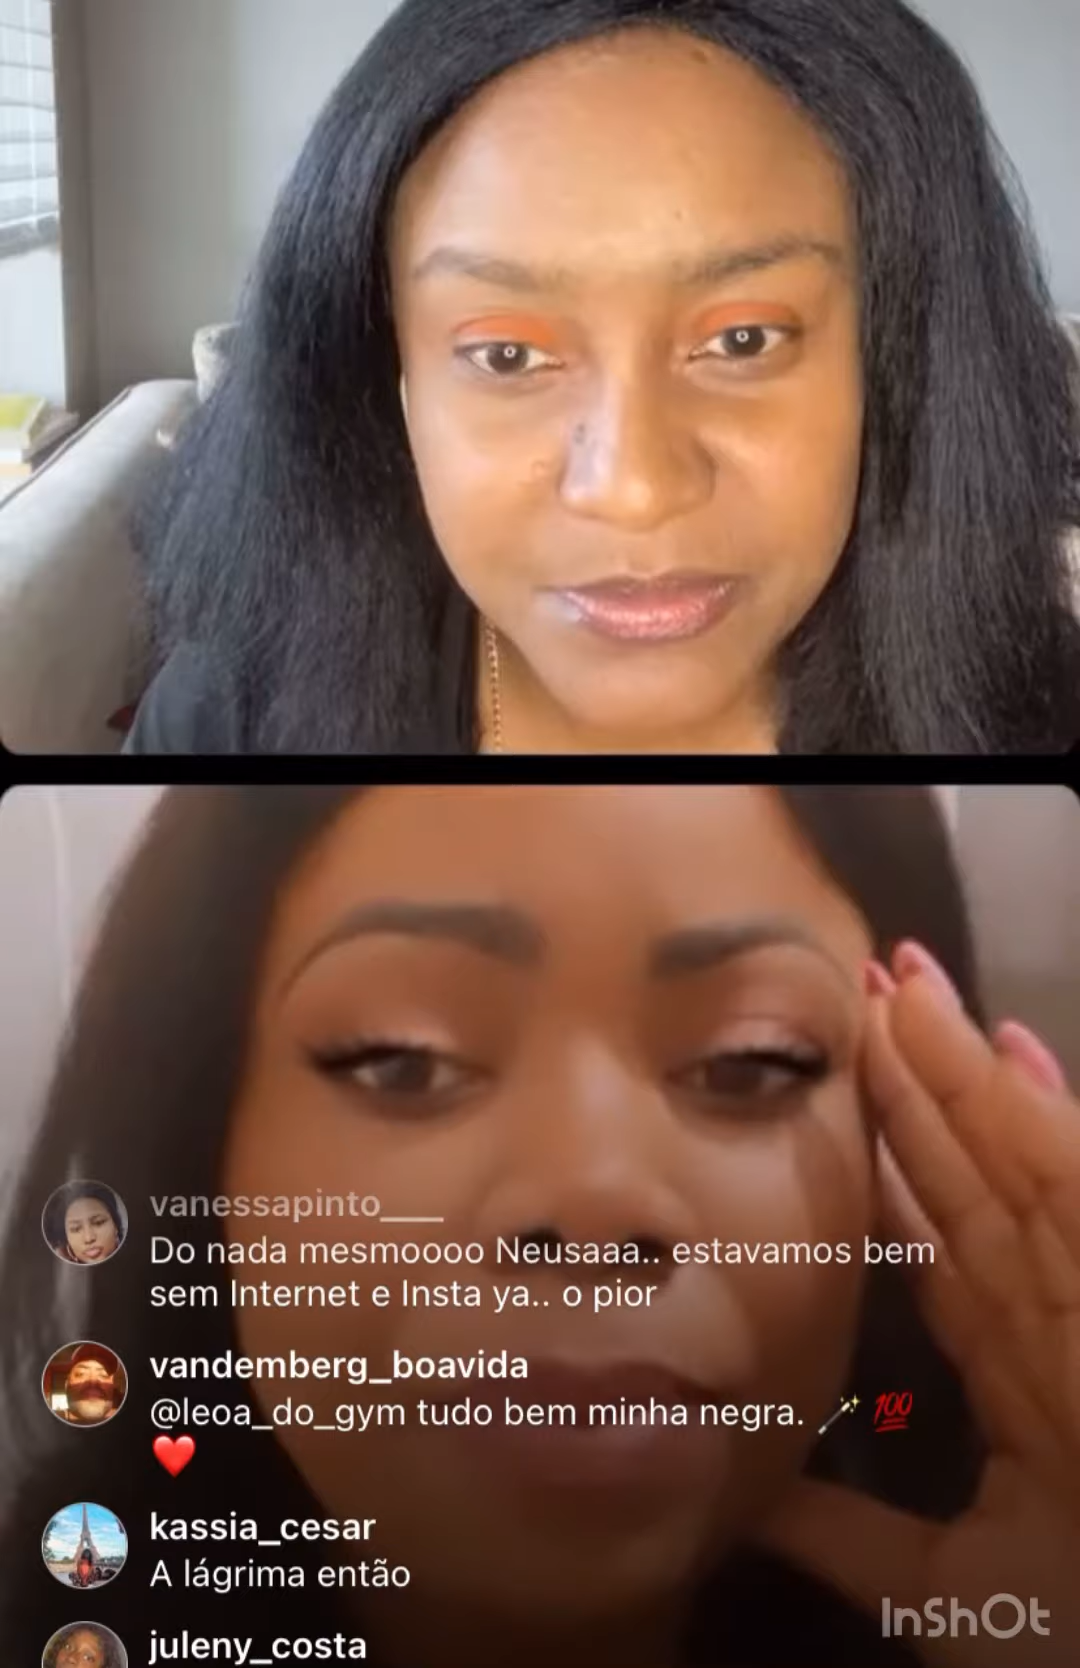 vanessapinto___
Do nada mesmoooo Neusaaa.. estavamos bem
sem Internet e Insta ya.. o pior
vandemberg_boavida
@leoa_do_gym tudo bem minha negra. 🪄 💯
❤️
kassia_cesar
A lágrima então
juleny_costa
InShOt